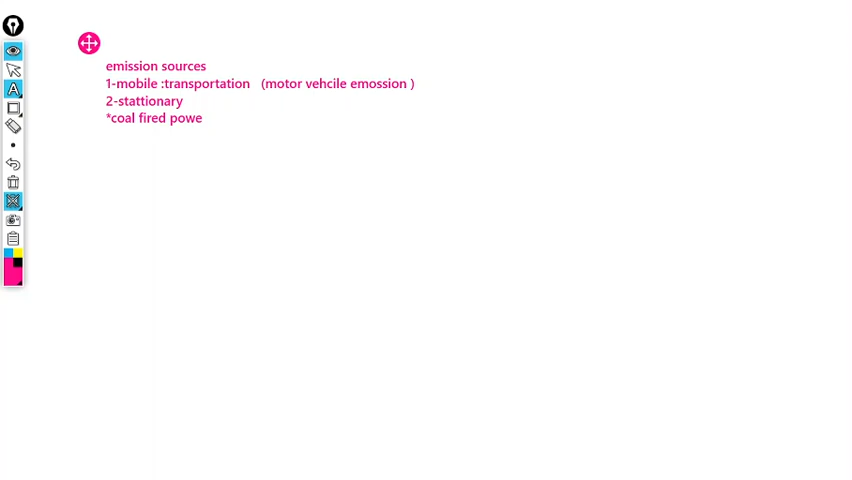 emission sources
1-mobile :transportation (motor vehcile emossion )
2-stattionary
*coal fired powe